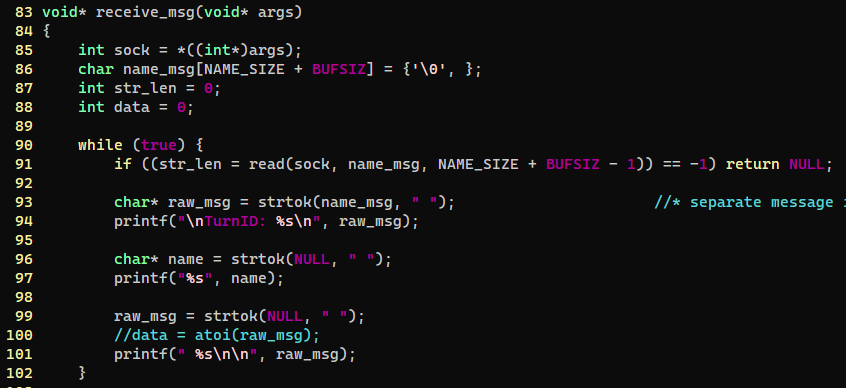 83 void* receive_msg(void* args)
84 {
85     int sock = *((int*)args);
86     char name_msg[NAME_SIZE + BUFSIZ] = {'\0', };
87     int str_len = 0;
88     int data = 0;
89
90     while (true) {
91         if ((str_len = read(sock, name_msg, NAME_SIZE + BUFSIZ - 1)) == -1) return NULL;
92
93         char* raw_msg = strtok(name_msg, " ");                      //* separate message
94         printf("\nTurnID: %s\n", raw_msg);
95
96         char* name = strtok(NULL, " ");
97         printf("%s", name);
98
99         raw_msg = strtok(NULL, " ");
100         //data = atoi(raw_msg);
101         printf(" %s\n\n", raw_msg);
102     }